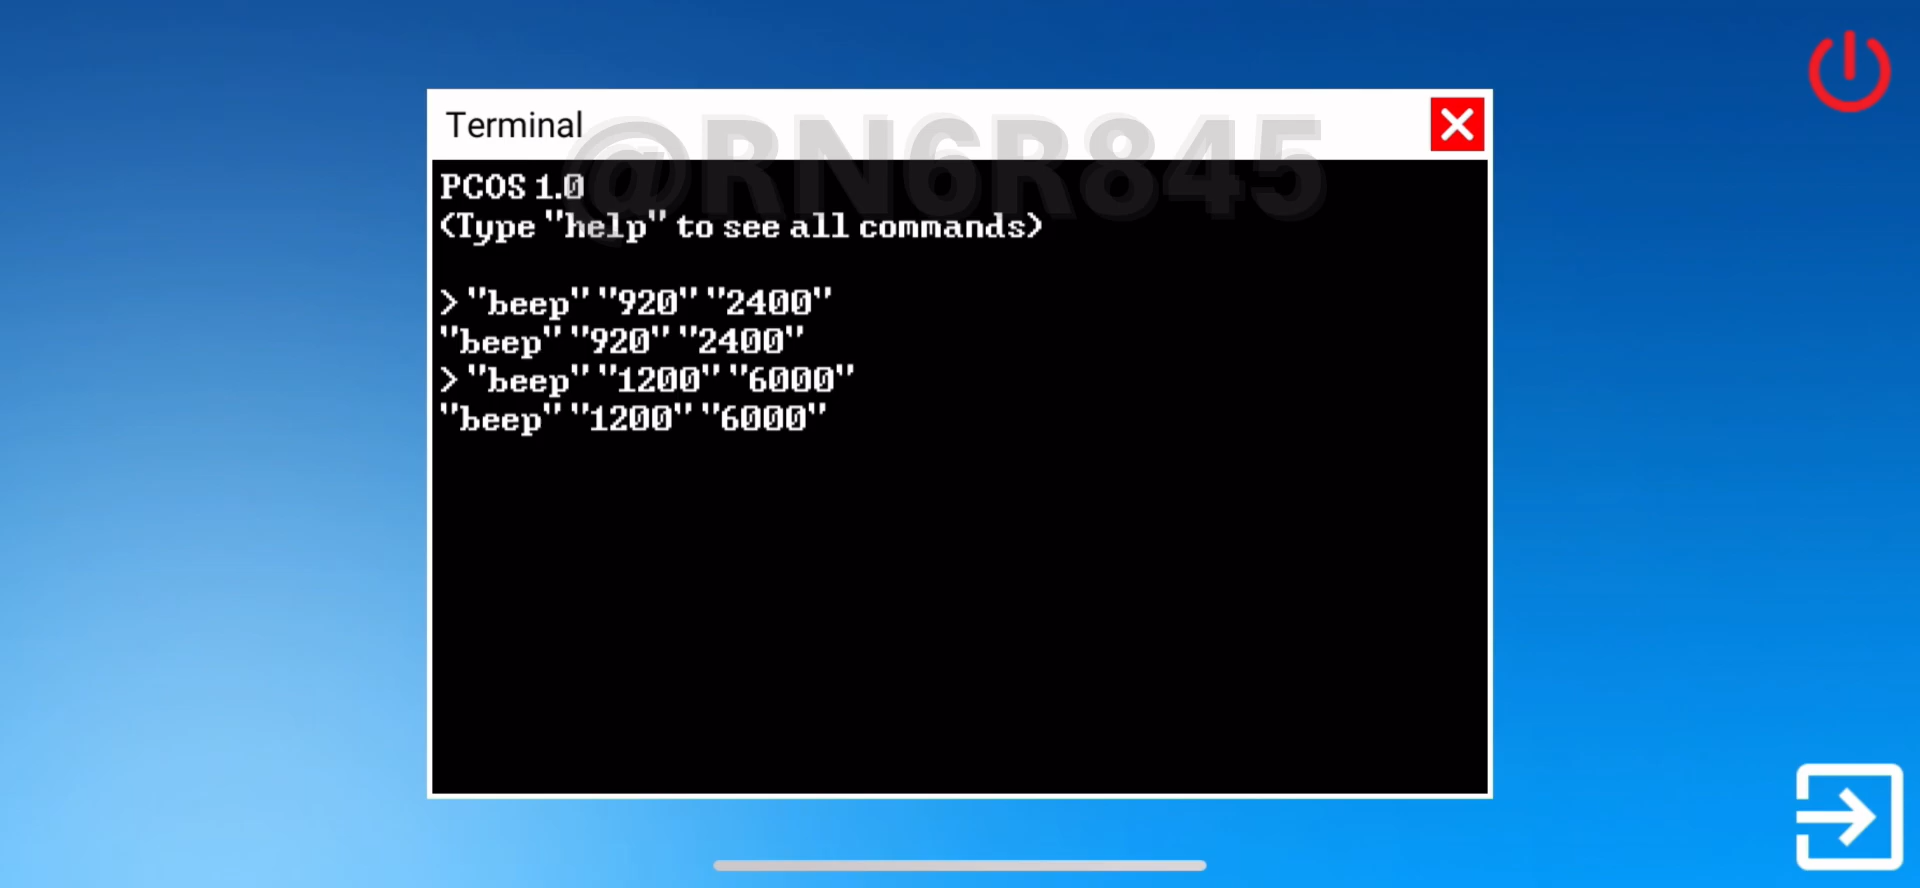 Terminal
@RN6R845
PCOS 1.0
(Type "help" to see all commands)
>"beep" "920" "2400"
"beep" "920" "2400"
>"beep" "1200" "6000"
"beep" "1200" "6000"